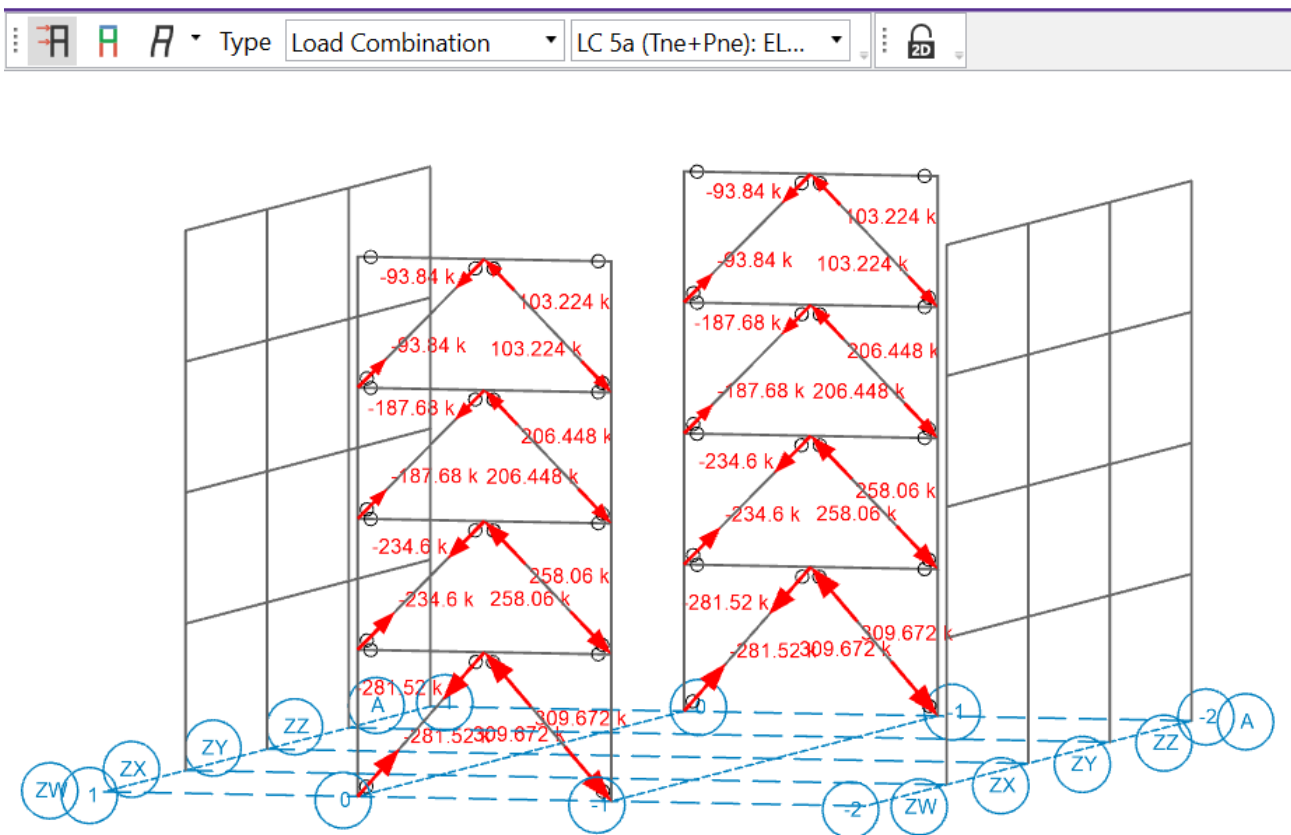 Type Load Combination LC 5a (Tne+Pne): EL... 2D
-93.84 k
103.224 k
-93.84 k 103.224 k
-187.68 k
206.448 k
-187.68 k 206.448 k
-234.6 k
258.06 k
-234.6 k 258.06 k
-281.52 k
309.672 k
-281.52 k 309.672 k
-93.84 k
103.224 k
-93.84 k 103.224 k
-187.68 k
206.448 k
-187.68 k 206.448 k
-234.6 k
258.06 k
-234.6 k 258.06 k
-281.52 k
309.672 k
-281.52 k 309.672 k
A 1 0 -1 -2 A
ZZ ZZ
ZY ZY
ZX ZX
ZW 1 0 -1 -2 ZW